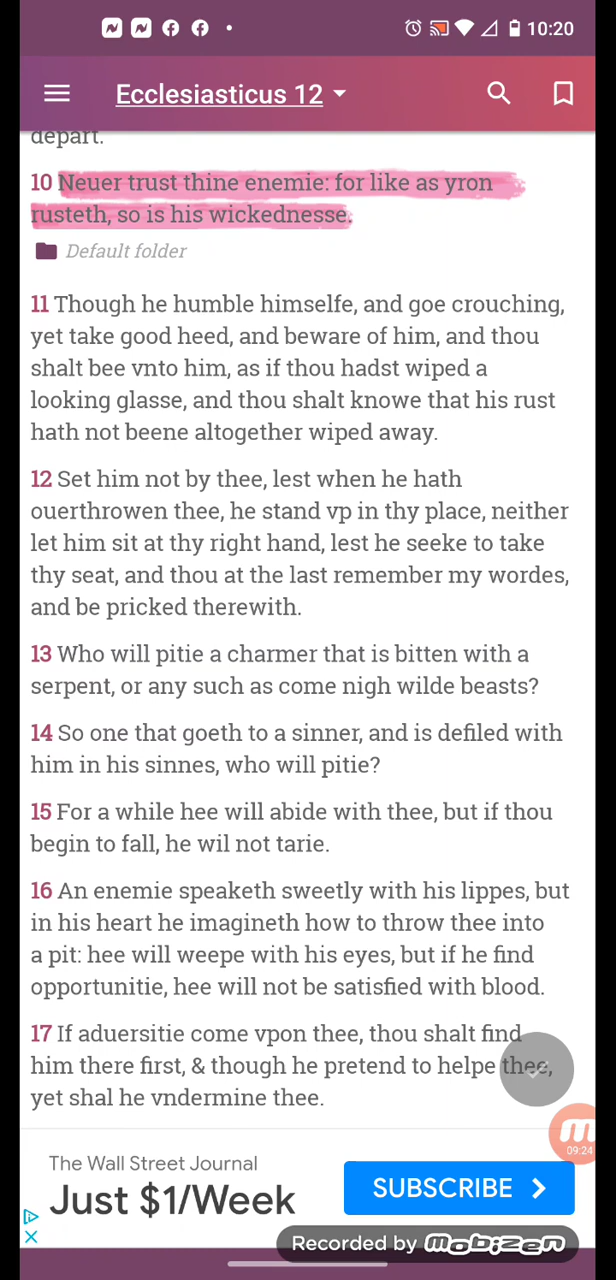 10:20
Ecclesiasticus 12
depart.
10 Neuer trust thine enemie: for like as yron
rusteth, so is his wickednesse.
Default folder
11 Though he humble himselfe, and goe crouching,
yet take good heed, and beware of him, and thou
shalt bee vnto him, as if thou hadst wiped a
looking glasse, and thou shalt knowe that his rust
hath not beene altogether wiped away.
12 Set him not by thee, lest when he hath
ouerthrowen thee, he stand vp in thy place, neither
let him sit at thy right hand, lest he seeke to take
thy seat, and thou at the last remember my wordes,
and be pricked therewith.
13 Who will pitie a charmer that is bitten with a
serpent, or any such as come nigh wilde beasts?
14 So one that goeth to a sinner, and is defiled with
him in his sinnes, who will pitie?
15 For a while hee will abide with thee, but if thou
begin to fall, he wil not tarie.
16 An enemie speaketh sweetly with his lippes, but
in his heart he imagineth how to throw thee into
a pit: hee will weepe with his eyes, but if he find
opportunitie, hee will not be satisfied with blood.
17 If aduersitie come vpon thee, thou shalt find
him there first, & though he pretend to helpe thee,
yet shal he vndermine thee.
09:24
The Wall Street Journal
Just $1/Week
SUBSCRIBE
Recorded by mobizen